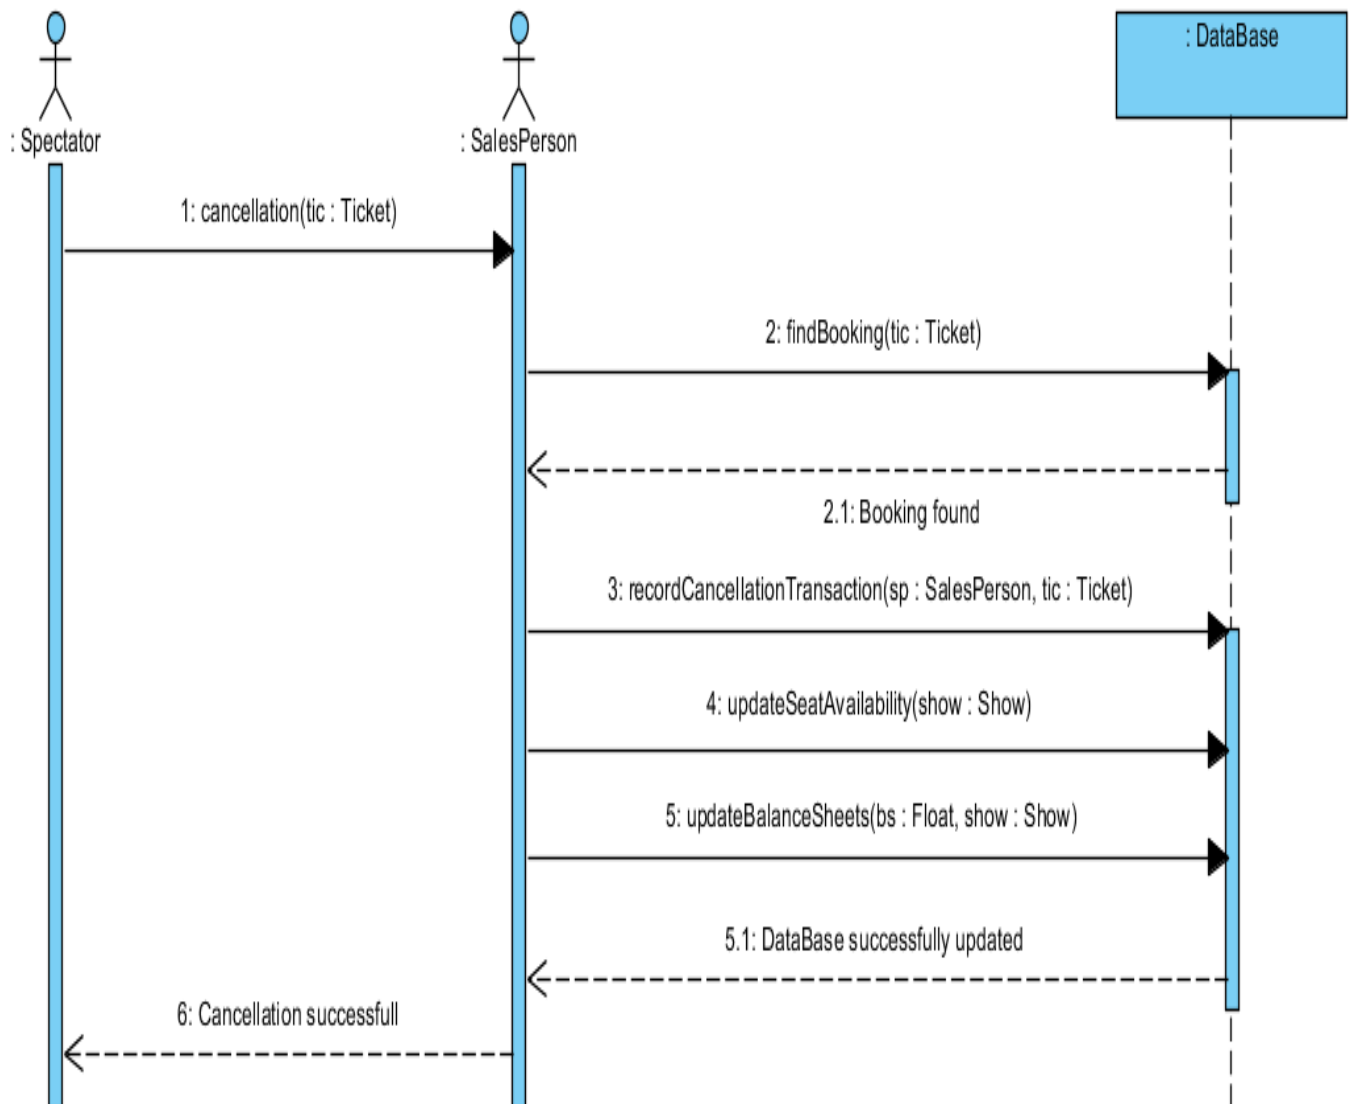 : Spectator
: SalesPerson
: DataBase
1: cancellation(tic : Ticket)
2: findBooking(tic : Ticket)
2.1: Booking found
3: recordCancellationTransaction(sp : SalesPerson, tic : Ticket)
4: updateSeatAvailability(show : Show)
5: updateBalanceSheets(bs : Float, show : Show)
5.1: DataBase successfully updated
6: Cancellation successfull